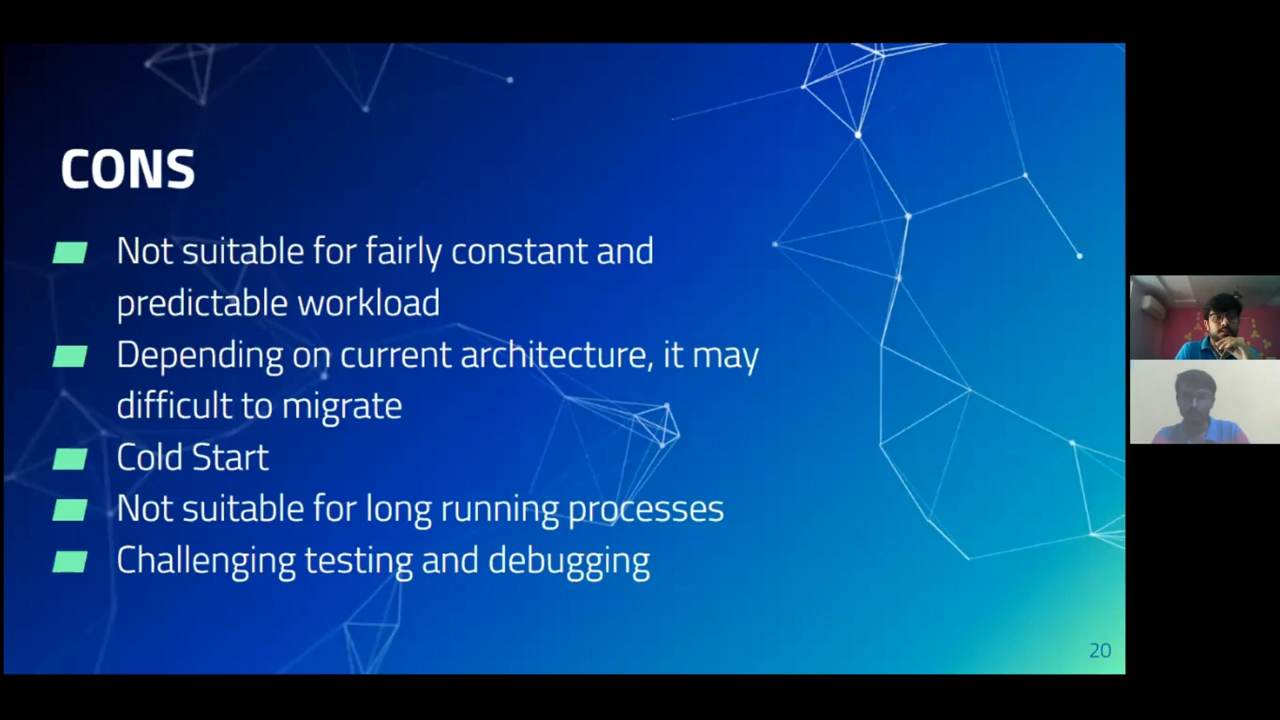 CONS
Not suitable for fairly constant and
predictable workload
Depending on current architecture, it may
difficult to migrate
Cold Start
Not suitable for long running processes
Challenging testing and debugging
20